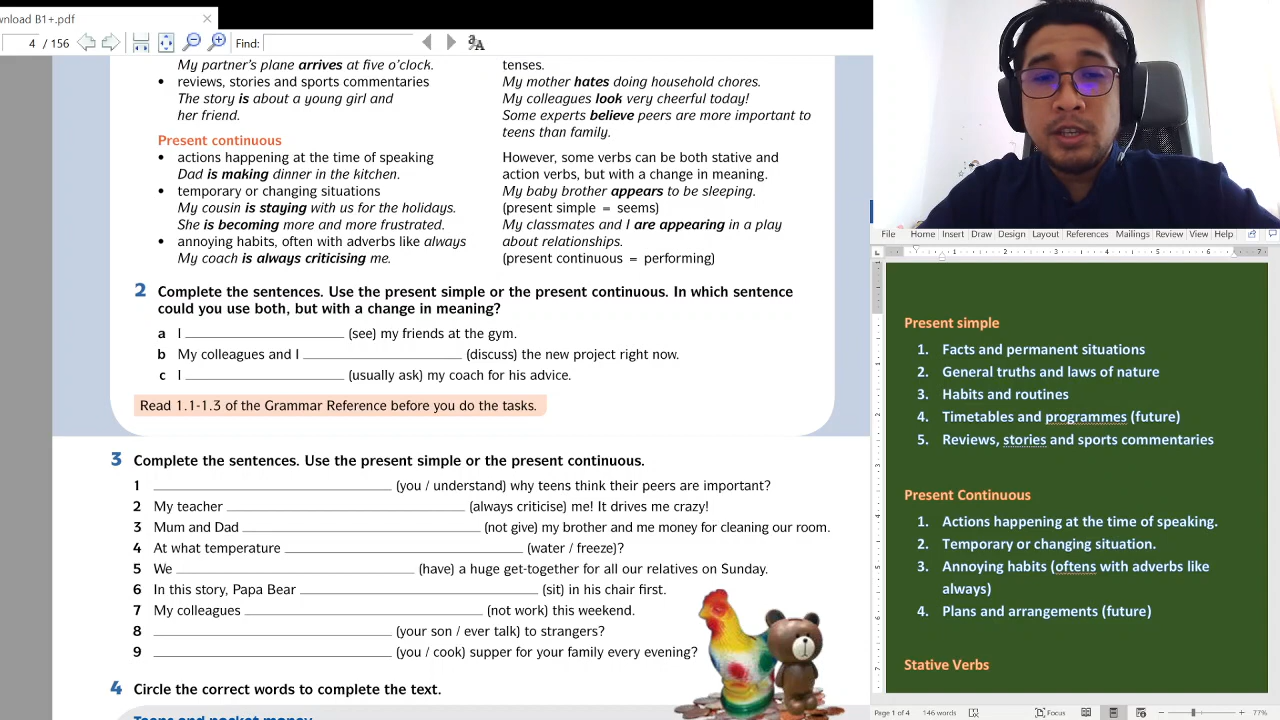 wnload B1+.pdf
4 / 156
Find:
My partner's plane arrives at five o'clock.
• reviews, stories and sports commentaries
The story is about a young girl and
her friend.
Present continuous
• actions happening at the time of speaking
Dad is making dinner in the kitchen.
• temporary or changing situations
My cousin is staying with us for the holidays.
She is becoming more and more frustrated.
• annoying habits, often with adverbs like always
My coach is always criticising me.
tenses.
My mother hates doing household chores.
My colleagues look very cheerful today!
Some experts believe peers are more important to
teens than family.
However, some verbs can be both stative and
action verbs, but with a change in meaning.
My baby brother appears to be sleeping.
(present simple = seems)
My classmates and I are appearing in a play
about relationships.
(present continuous = performing)
2 Complete the sentences. Use the present simple or the present continuous. In which sentence
could you use both, but with a change in meaning?
a I ____ (see) my friends at the gym.
b My colleagues and I ____ (discuss) the new project right now.
c I ____ (usually ask) my coach for his advice.
Read 1.1-1.3 of the Grammar Reference before you do the tasks.
3 Complete the sentences. Use the present simple or the present continuous.
1 ____ (you / understand) why teens think their peers are important?
2 My teacher ____ (always criticise) me! It drives me crazy!
3 Mum and Dad ____ (not give) my brother and me money for cleaning our room.
4 At what temperature ____ (water / freeze)?
5 We ____ (have) a huge get-together for all our relatives on Sunday.
6 In this story, Papa Bear ____ (sit) in his chair first.
7 My colleagues ____ (not work) this weekend.
8 ____ (your son / ever talk) to strangers?
9 ____ (you / cook) supper for your family every evening?
4 Circle the correct words to complete the text.
File Home Insert Draw Design Layout References Mailings Review View Help
Present simple
1. Facts and permanent situations
2. General truths and laws of nature
3. Habits and routines
4. Timetables and programmes (future)
5. Reviews, stories and sports commentaries
Present Continuous
1. Actions happening at the time of speaking.
2. Temporary or changing situation.
3. Annoying habits (oftens with adverbs like
always)
4. Plans and arrangements (future)
Stative Verbs
Page 1 of 4 146 words Focus 77%